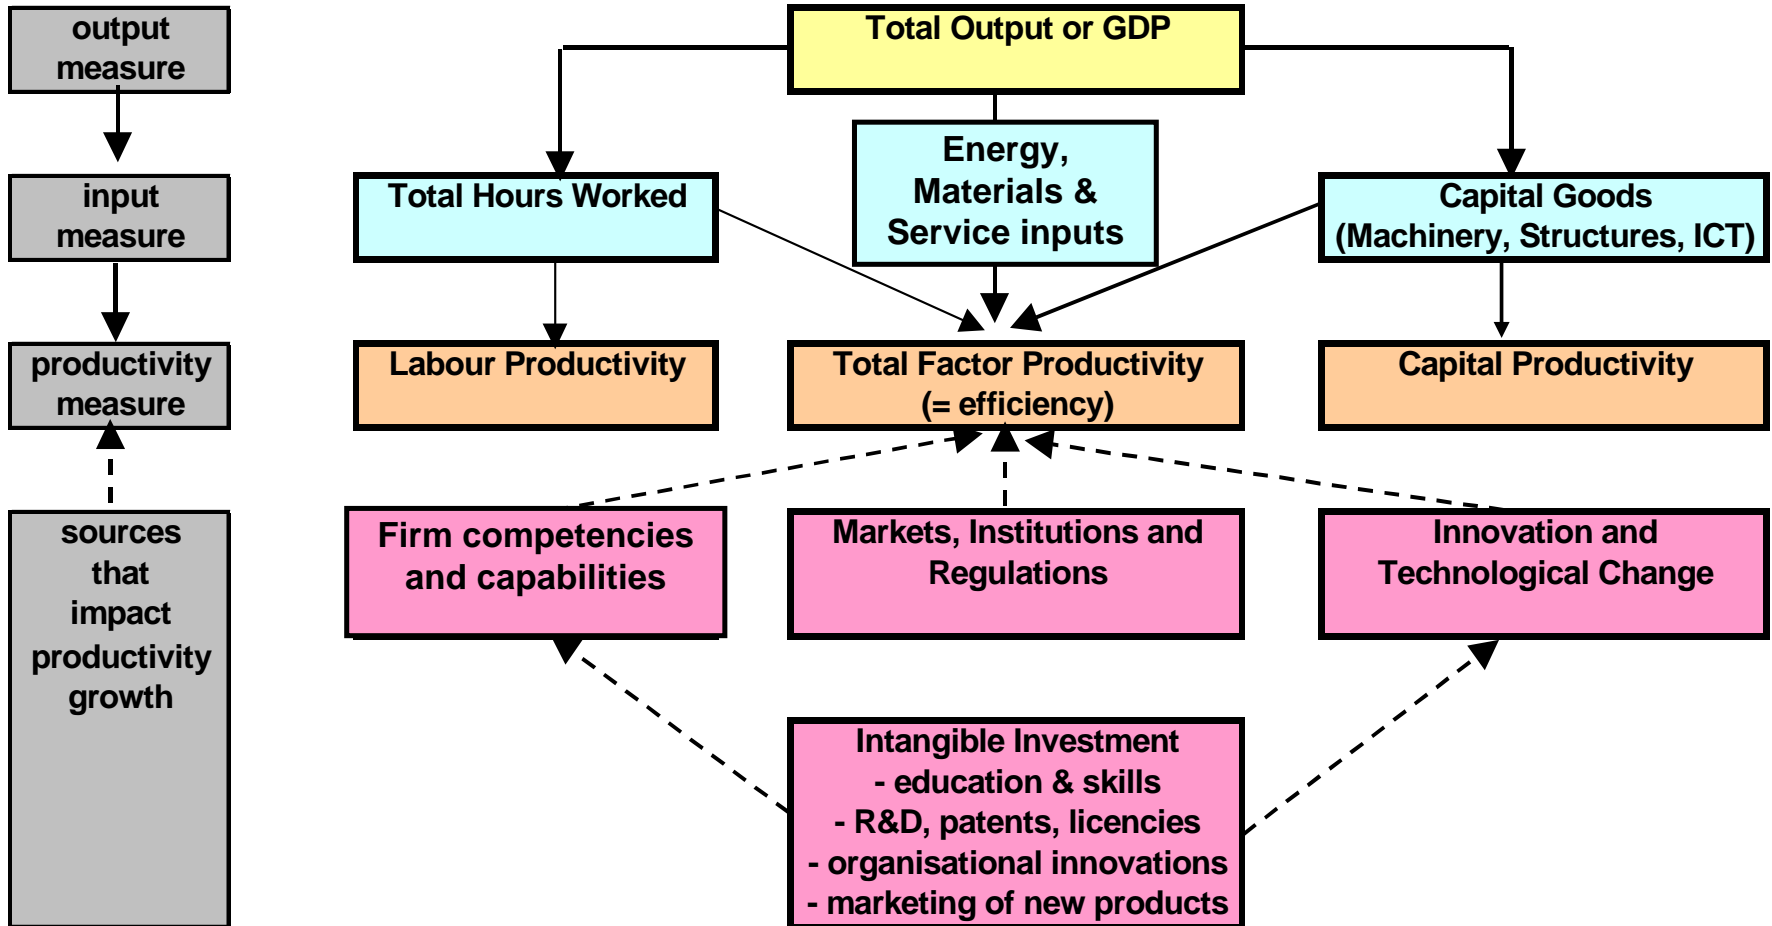 output
measure
Total Output or GDP
input
measure
Total Hours Worked
Energy,
Materials &
Service inputs
Capital Goods
(Machinery, Structures, ICT)
productivity
measure
Labour Productivity
Total Factor Productivity
(= efficiency)
Capital Productivity
sources
that
impact
productivity
growth
Firm competencies
and capabilities
Markets, Institutions and
Regulations
Innovation and
Technological Change
Intangible Investment
- education & skills
- R&D, patents, licencies
- organisational innovations
- marketing of new products